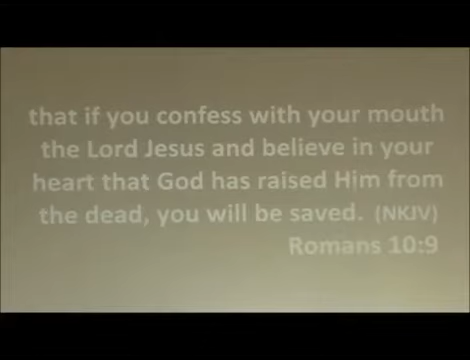 that if you confess with your mouth
the Lord Jesus and believe in your
heart that God has raised Him from
the dead, you will be saved. (NKJV)
Romans 10:9